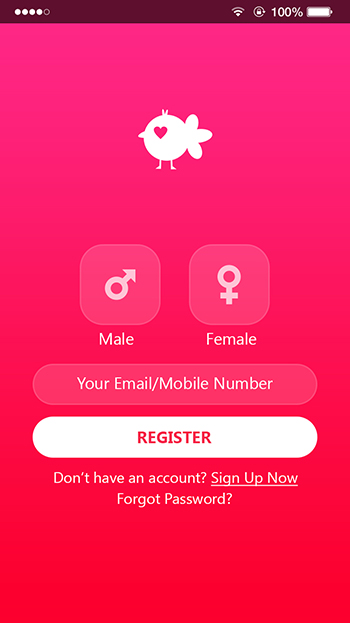 100%
Male Female
Your Email/Mobile Number
REGISTER
Don't have an account? Sign Up Now
Forgot Password?